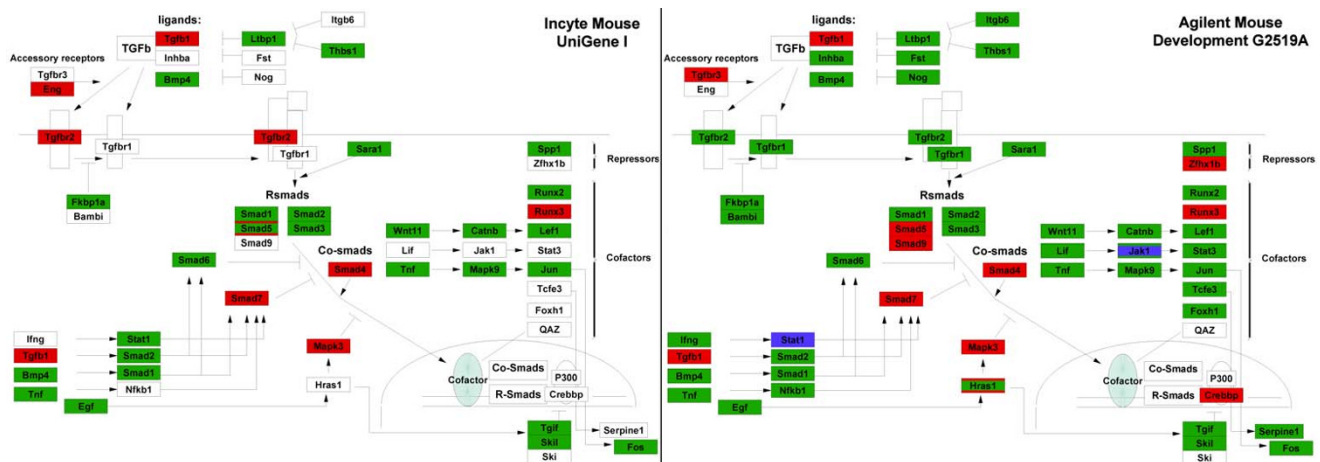 ligands:
Incyte Mouse
UniGene I
Itgb6
TGFb
Tgfb1
Ltbp1
Thbs1
Inhba
Fst
Accessory receptors
Bmp4
Nog
Tgfbr3
Eng
Tgfbr2
Tgfbr1
Tgfbr2
Tgfbr1
Sara1
Spp1
Zfhx1b
Repressors
Fkbp1a
Bambi
Rsmads
Smad1
Smad5
Smad9
Smad2
Smad3
Runx2
Runx3
Wnt11
Catnb
Lef1
Co-smads
Lif
Jak1
Stat3
Cofactors
Smad6
Smad4
Tnf
Mapk9
Jun
Smad7
Tcfe3
Foxh1
QAZ
Ifng
Stat1
Tgfb1
Smad2
Mapk3
Bmp4
Smad1
Tnf
Nfkb1
Hras1
Egf
Cofactor
Co-Smads
P300
R-Smads
Crebbp
Tgif
Skil
Ski
Serpine1
Fos
ligands:
Agilent Mouse
Development G2519A
Itgb6
TGFb
Tgfb1
Ltbp1
Thbs1
Inhba
Fst
Accessory receptors
Bmp4
Nog
Tgfbr3
Eng
Tgfbr2
Tgfbr1
Tgfbr2
Tgfbr1
Sara1
Spp1
Zfhx1b
Repressors
Fkbp1a
Bambi
Rsmads
Smad1
Smad5
Smad9
Smad2
Smad3
Runx2
Runx3
Wnt11
Catnb
Lef1
Co-smads
Lif
Jak1
Stat3
Cofactors
Smad6
Smad4
Tnf
Mapk9
Jun
Smad7
Tcfe3
Foxh1
QAZ
Ifng
Stat1
Tgfb1
Smad2
Mapk3
Bmp4
Smad1
Tnf
Nfkb1
Hras1
Egf
Cofactor
Co-Smads
P300
R-Smads
Crebbp
Tgif
Skil
Ski
Serpine1
Fos